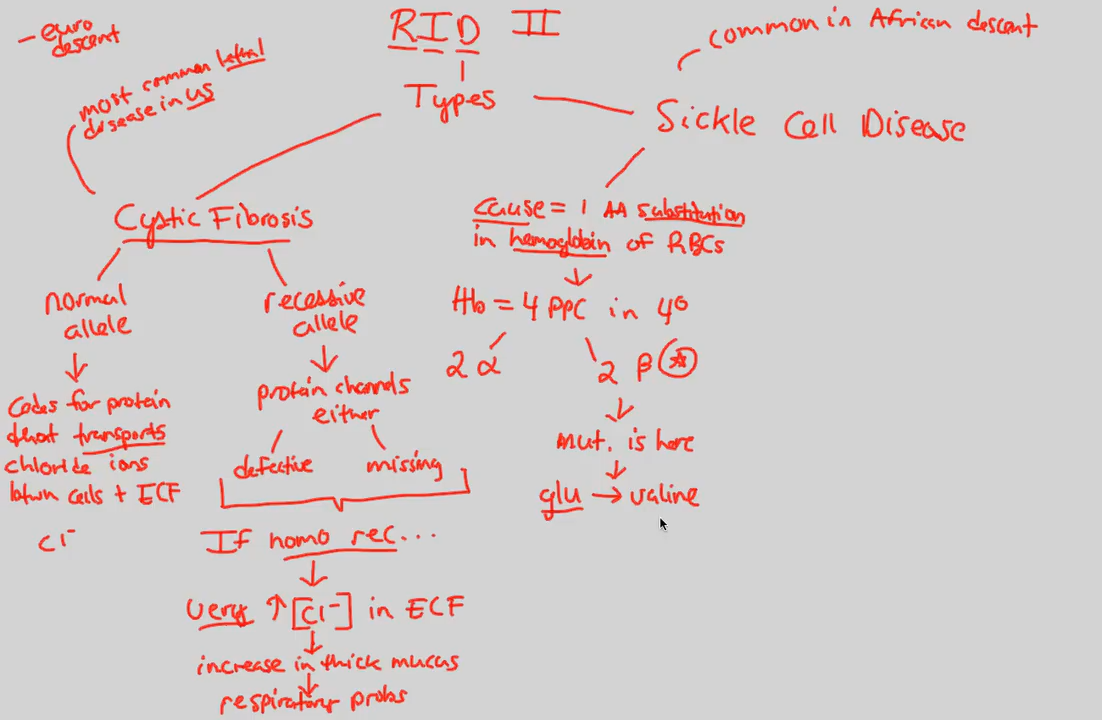 RID II
Types
- euro
descent
most common lethal
disease in US
Cystic Fibrosis
normal
allele
codes for protein
that transports
chloride ions
btwn cells + ECF
Cl⁻
recessive
allele
protein channels
either
defective
missing
If homo rec...
very ↑ [Cl⁻] in ECF
increase in thick mucus
respiratory probs
common in African descent
Sickle Cell Disease
cause = 1 AA substitution
in hemoglobin of RBCs
Hb = 4 PPC in 4°
2 α
2 β
mut. is here
glu → valine